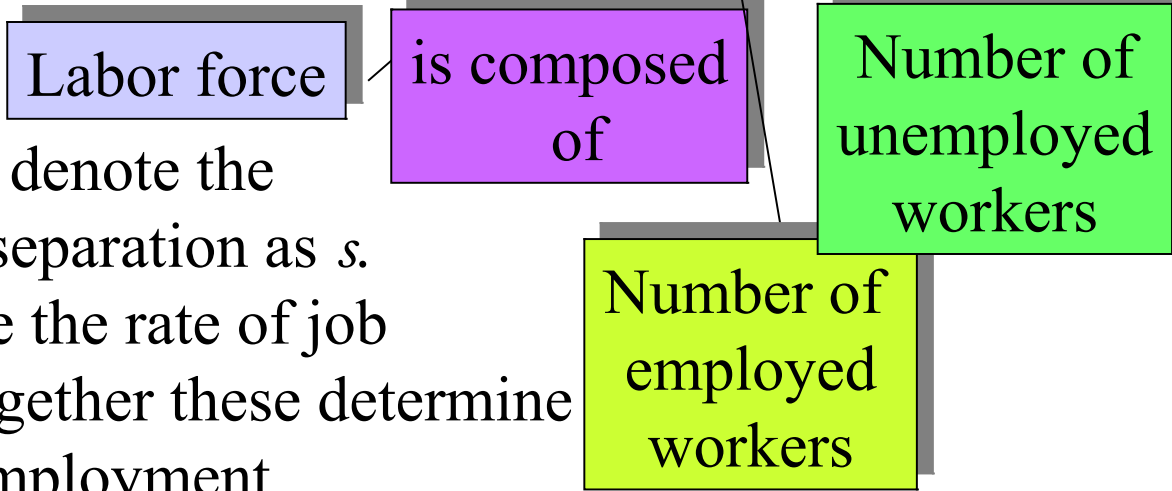 Labor force
is composed
of
Number of
unemployed
workers
denote the
separation as s.
the rate of job
these determine
Number of
employed
workers